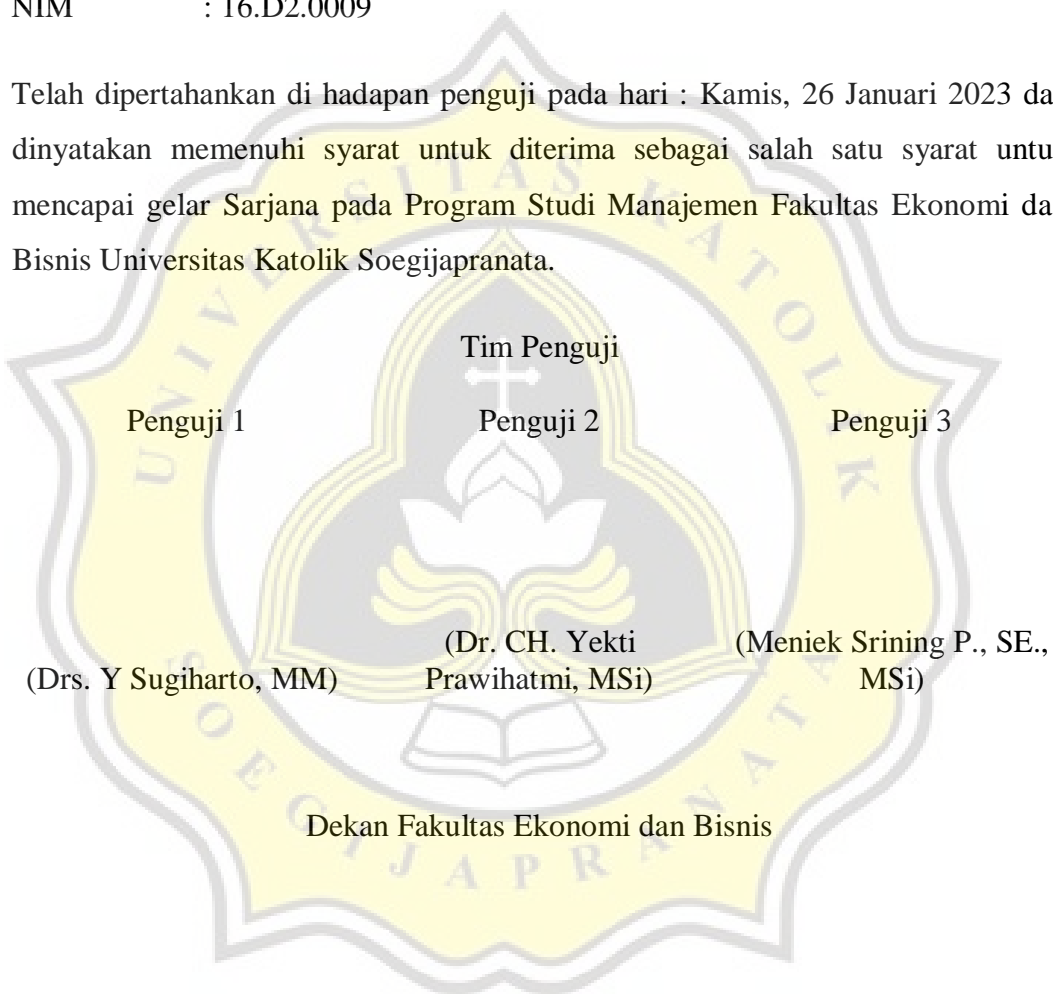 NIM : 16.D2.0009
Telah dipertahankan di hadapan penguji pada hari : Kamis, 26 Januari 2023 da
dinyatakan memenuhi syarat untuk diterima sebagai salah satu syarat untu
mencapai gelar Sarjana pada Program Studi Manajemen Fakultas Ekonomi da
Bisnis Universitas Katolik Soegijapranata.
Tim Penguji
Penguji 1 Penguji 2 Penguji 3
(Drs. Y Sugiharto, MM)
(Dr. CH. Yekti
Prawihatmi, MSi)
(Meniek Srining P., SE.,
MSi)
Dekan Fakultas Ekonomi dan Bisnis
UNIVERSITAS KATOLIK
SOEGIJAPRANATA